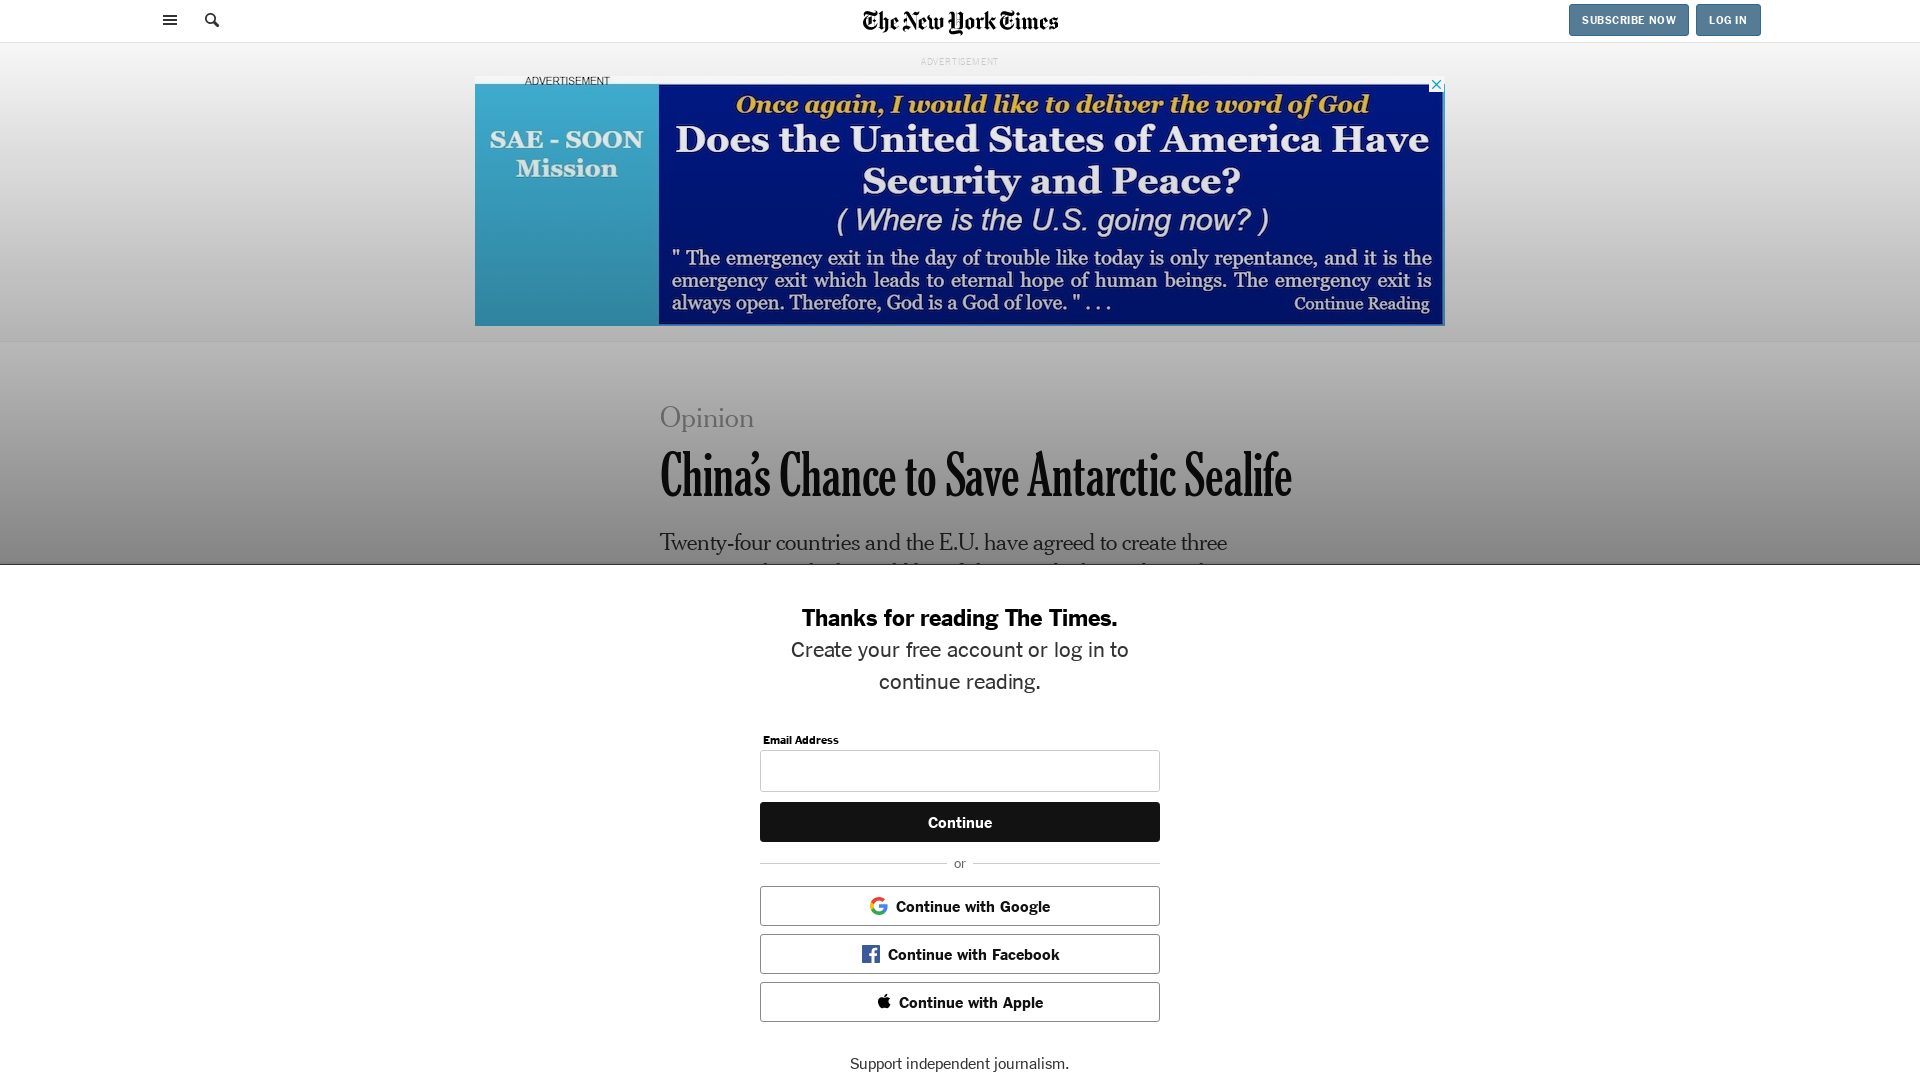 The New York Times
SUBSCRIBE NOW
LOG IN
ADVERTISEMENT
ADVERTISEMENT
SAE - SOON
Mission
Once again, I would like to deliver the word of God
Does the United States of America Have
Security and Peace?
( Where is the U.S. going now? )
" The emergency exit in the day of trouble like today is only repentance, and it is the
emergency exit which leads to eternal hope of human beings. The emergency exit is
always open. Therefore, God is a God of love. " . . .
Continue Reading
Opinion
China’s Chance to Save Antarctic Sealife
Twenty-four countries and the E.U. have agreed to create three
Thanks for reading The Times.
Create your free account or log in to
continue reading.
Email Address
Continue
or
Continue with Google
Continue with Facebook
Continue with Apple
Support independent journalism.